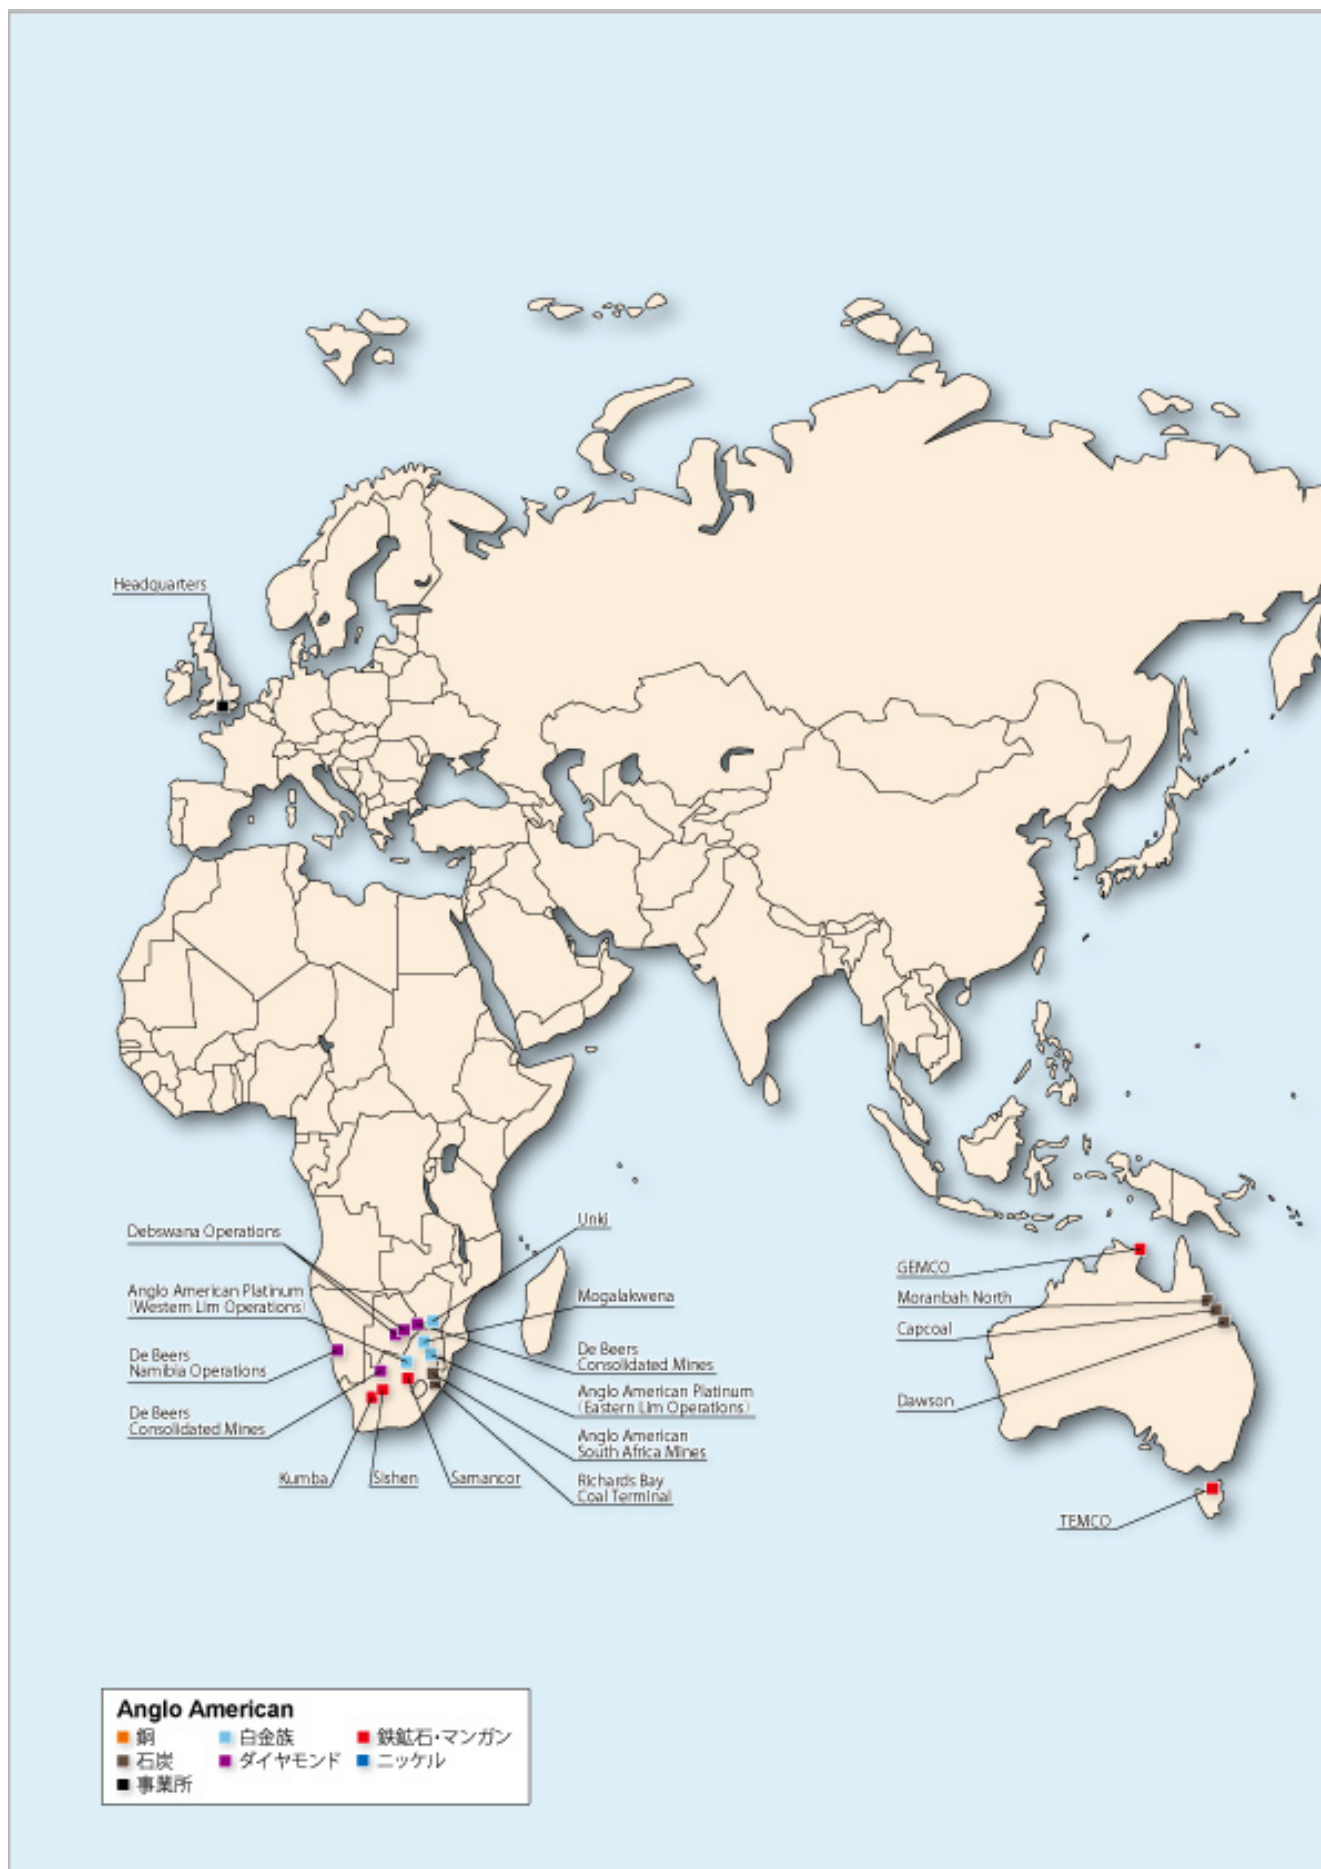 Headquarters
Debswana Operations
Unki
Anglo American Platinum
(Western Lim Operations)
Mogalakwena
De Beers
Namibia Operations
De Beers
Consolidated Mines
De Beers
Consolidated Mines
Anglo American Platinum
(Eastern Lim Operations)
Anglo American
South Africa Mines
Kumba
Sishen
Samancor
Richards Bay
Coal Terminal
GEMCO
Moranbah North
Capcoal
Dawson
TEMCO
Anglo American
銅 白金族 鉄鉱石・マンガン
石炭 ダイヤモンド ニッケル
事業所